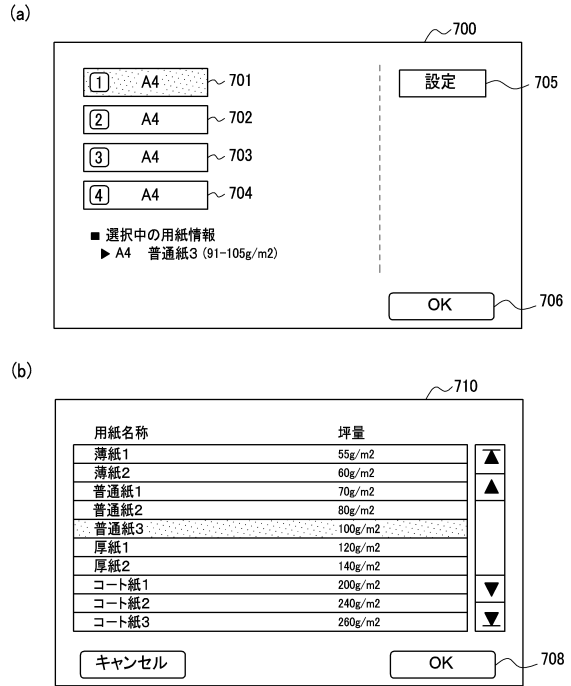 (a)
700
1 A4 701
設定 705
2 A4 702
3 A4 703
4 A4 704
■ 選択中の用紙情報
▶ A4 普通紙3 (91-105g/m2)
OK 706
(b)
710
用紙名称 坪量
薄紙1 55g/m2
薄紙2 60g/m2
普通紙1 70g/m2
普通紙2 80g/m2
普通紙3 100g/m2
厚紙1 120g/m2
厚紙2 140g/m2
コート紙1 200g/m2
コート紙2 240g/m2
コート紙3 260g/m2
キャンセル OK 708